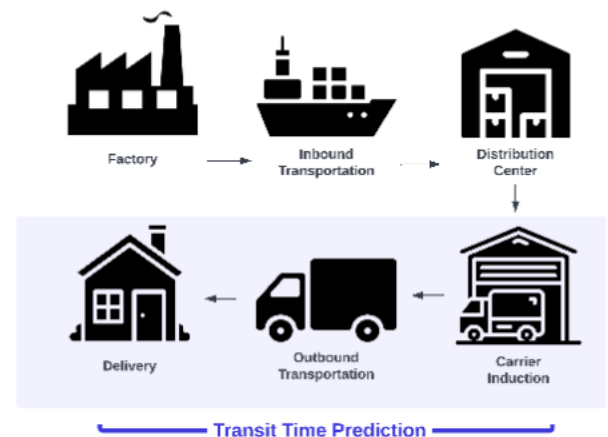 Factory
Inbound
Transportation
Distribution
Center
Delivery
Outbound
Transportation
Carrier
Induction
Transit Time Prediction